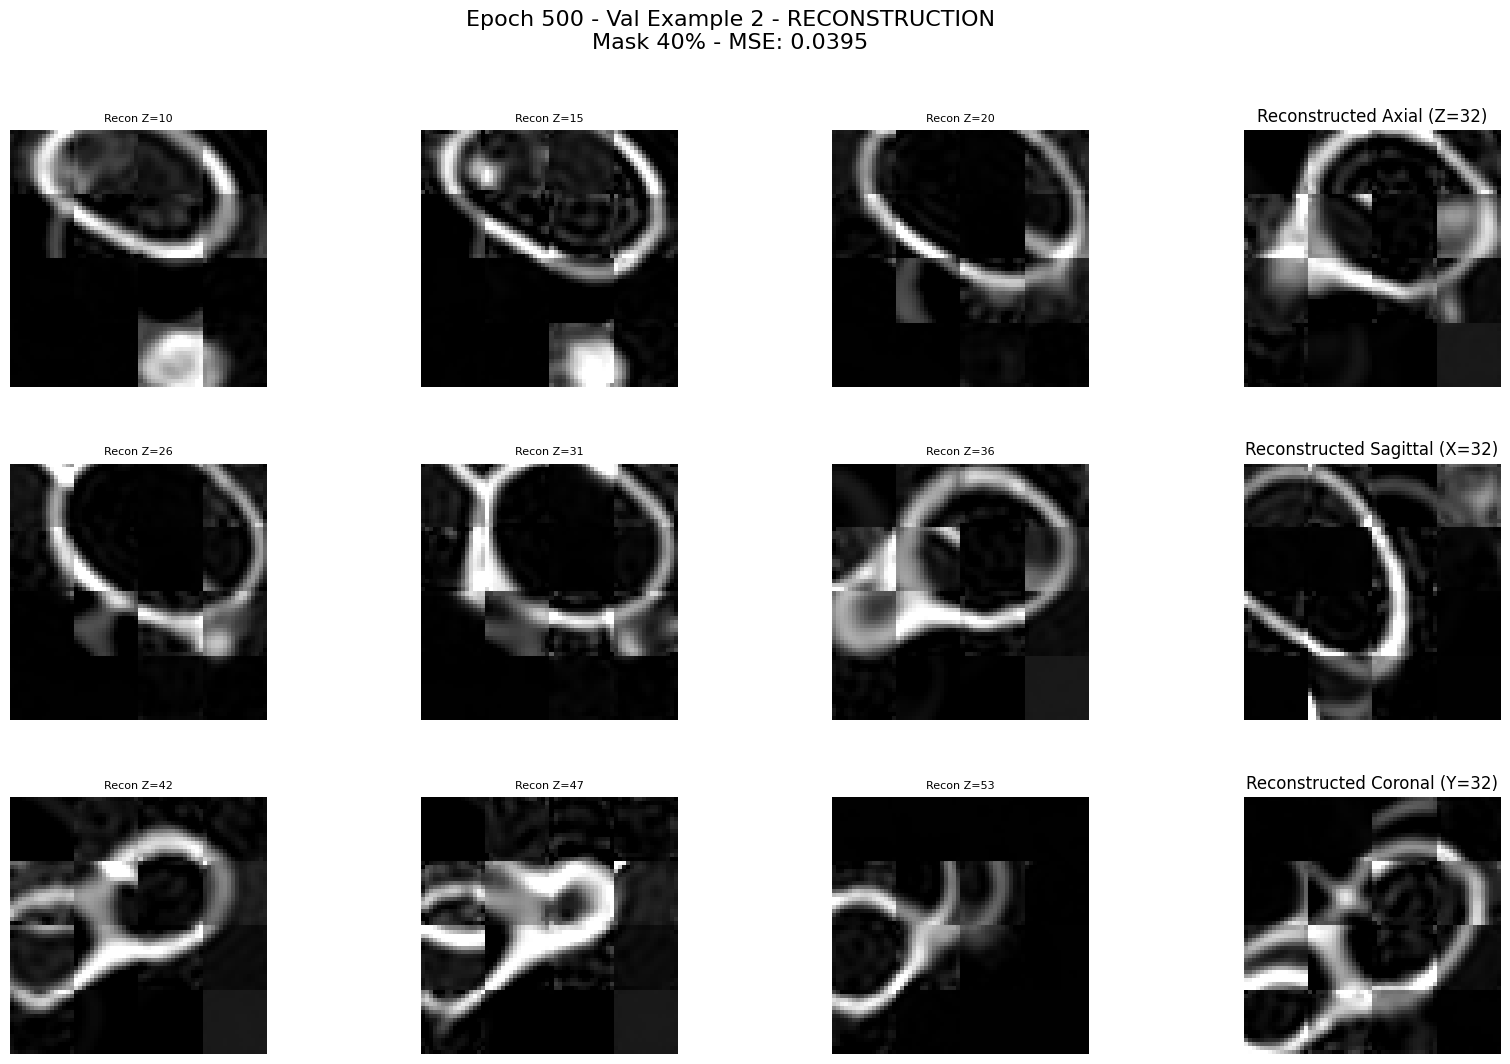 Epoch 500 - Val Example 2 - RECONSTRUCTION
Mask 40% - MSE: 0.0395
Recon Z=10
Recon Z=15
Recon Z=20
Reconstructed Axial (Z=32)
Recon Z=26
Recon Z=31
Recon Z=36
Reconstructed Sagittal (X=32)
Recon Z=42
Recon Z=47
Recon Z=53
Reconstructed Coronal (Y=32)